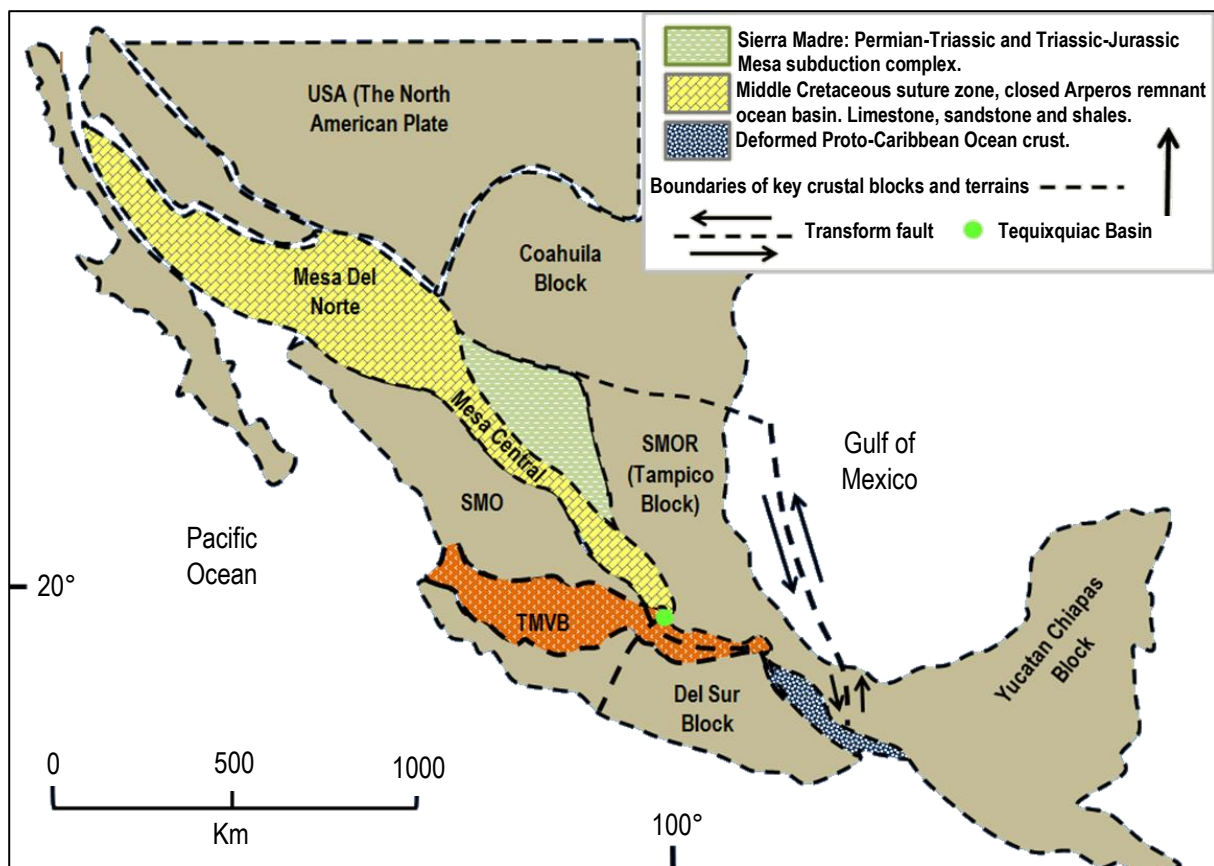 Sierra Madre: Permian-Triassic and Triassic-Jurassic
Mesa subduction complex.
Middle Cretaceous suture zone, closed Arperos remnant
ocean basin. Limestone, sandstone and shales.
Deformed Proto-Caribbean Ocean crust.
Boundaries of key crustal blocks and terrains
Transform fault
Tequixquiac Basin
USA (The North
American Plate
Coahuila
Block
Mesa Del
Norte
Mesa Central
SMOR
(Tampico
Block)
Gulf of
Mexico
SMO
Pacific
Ocean
20°
TMVB
Yucatan Chiapas
Block
Del Sur
Block
0 500 1000
Km
100°